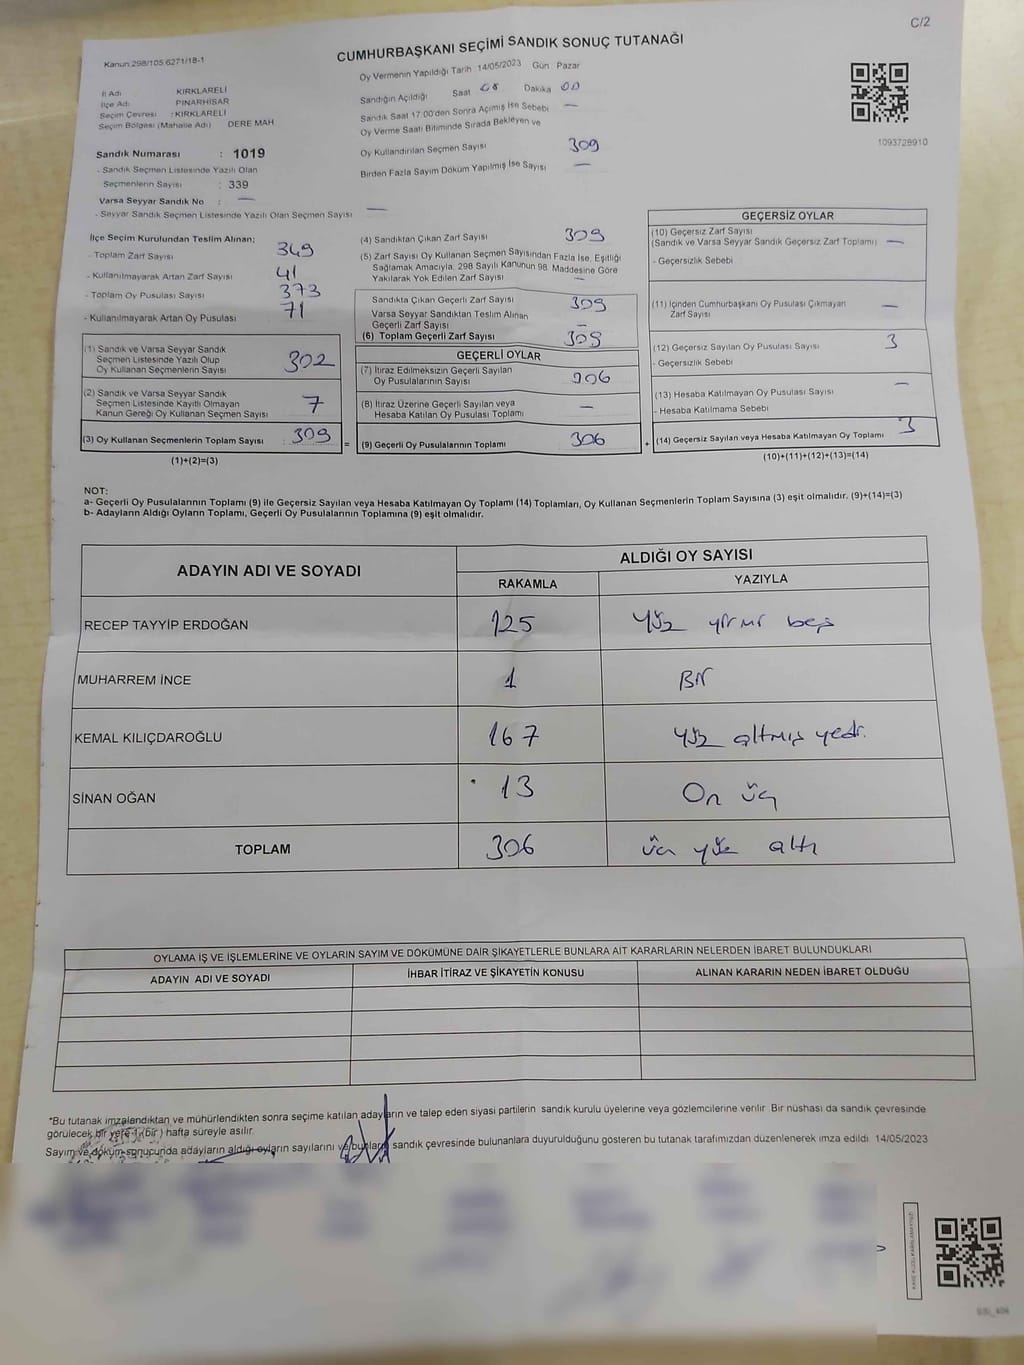 C/2
Kanun 298/105 6271/18-1
CUMHURBAŞKANI SEÇİMİ SANDIK SONUÇ TUTANAĞI
Oy Vermenin Yapıldığı Tarih 14/05/2023 Gün Pazar
İl Adı KIRKLARELİ
İlçe Adı PINARHİSAR
Seçim Çevresi : KIRKLARELİ
Seçim Bölgesi (Mahalle Adı) DERE MAH
Sandığın Açıldığı Saat 08 Dakika 00
Sandık Saat 17.00'den Sonra Açımış İse Sebebi —
Oy Verme Saati Bitiminde Sırada Bekleyen ve
Oy Kullandırılan Seçmen Sayısı 309
Birden Fazla Sayım Döküm Yapılmış İse Sayısı —
1093728910
Sandık Numarası : 1019
- Sandık Seçmen Listesinde Yazılı Olan
Seçmenlerin Sayısı : 339
Varsa Seyyar Sandık No : —
- Seyyar Sandık Seçmen Listesinde Yazılı Olan Seçmen Sayısı —
İlçe Seçim Kurulundan Teslim Alınan;
- Toplam Zarf Sayısı 349
- Kullanılmayarak Artan Zarf Sayısı 41
- Toplam Oy Pusulası Sayısı 373
- Kullanılmayarak Artan Oy Pusulası 71
(1) Sandık ve Varsa Seyyar Sandık
Seçmen Listesinde Yazılı Olup
Oy Kullanan Seçmenlerin Sayısı 302
(2) Sandık ve Varsa Seyyar Sandık
Seçmen Listesinde Kayıtlı Olmayan
Kanun Gereği Oy Kullanan Seçmen Sayısı 7
(3) Oy Kullanan Seçmenlerin Toplam Sayısı : 309 =
(1)+(2)=(3)
(4) Sandıktan Çıkan Zarf Sayısı 309
(5) Zarf Sayısı Oy Kullanan Seçmen Sayısından Fazla İse, Eşitliği
Sağlamak Amacıyla, 298 Sayılı Kanunun 98. Maddesine Göre
Yakılarak Yok Edilen Zarf Sayısı —
Sandıkta Çıkan Geçerli Zarf Sayısı 309
Varsa Seyyar Sandıktan Teslim Alınan
Geçerli Zarf Sayısı —
(6) Toplam Geçerli Zarf Sayısı 309
GEÇERLİ OYLAR
(7) İtiraz Edilmeksizin Geçerli Sayılan
Oy Pusulalarının Sayısı 906
(8) İtiraz Üzerine Geçerli Sayılan veya
Hesaba Katılan Oy Pusulası Toplamı —
(9) Geçerli Oy Pusulalarının Toplamı 306 +
GEÇERSİZ OYLAR
(10) Geçersiz Zarf Sayısı
(Sandık ve Varsa Seyyar Sandık Geçersiz Zarf Toplamı) —
- Geçersizlik Sebebi
(11) İçinden Cumhurbaşkanı Oy Pusulası Çıkmayan
Zarf Sayısı —
(12) Geçersiz Sayılan Oy Pusulası Sayısı 3
- Geçersizlik Sebebi
(13) Hesaba Katılmayan Oy Pusulası Sayısı —
- Hesaba Katılmama Sebebi
(14) Geçersiz Sayılan veya Hesaba Katılmayan Oy Toplamı 3
(10)+(11)+(12)+(13)=(14)
NOT:
a- Geçerli Oy Pusulalarının Toplamı (9) ile Geçersiz Sayılan veya Hesaba Katılmayan Oy Toplamı (14) Toplamları, Oy Kullanan Seçmenlerin Toplam Sayısına (3) eşit olmalıdır. (9)+(14)=(3)
b- Adayların Aldığı Oyların Toplamı, Geçerli Oy Pusulalarının Toplamına (9) eşit olmalıdır.
ADAYIN ADI VE SOYADI
ALDIĞI OY SAYISI
RAKAMLA YAZIYLA
RECEP TAYYİP ERDOĞAN 125 Yüz yirmi beş
MUHARREM İNCE 1 Bir
KEMAL KILIÇDAROĞLU 167 Yüz altmış yedi.
SİNAN OĞAN 13 On üç
TOPLAM 306 üç yüz altı
OYLAMA İŞ VE İŞLEMLERİNE VE OYLARIN SAYIM VE DÖKÜMÜNE DAİR ŞİKAYETLERLE BUNLARA AİT KARARLARIN NELERDEN İBARET BULUNDUKLARI
ADAYIN ADI VE SOYADI İHBAR İTİRAZ VE ŞİKAYETİN KONUSU ALINAN KARARIN NEDEN İBARET OLDUĞU
*Bu tutanak imzalendiktan ve mühürlendikten sonra seçime katılan adayların ve talep eden siyasi partilerin sandık kurulu üyelerine veya gözlemcilerine verilir. Bir nüshası da sandık çevresinde
görülecek bir yere 1 (bir) hafta süreyle asılır.
Sayım ve döküm sonucunda adayların aldığı oyların sayılarını ve bunların sandık çevresinde bulunanlara duyurulduğunu gösteren bu tutanak tarafımızdan düzenlenerek imza edildi. 14/05/2023